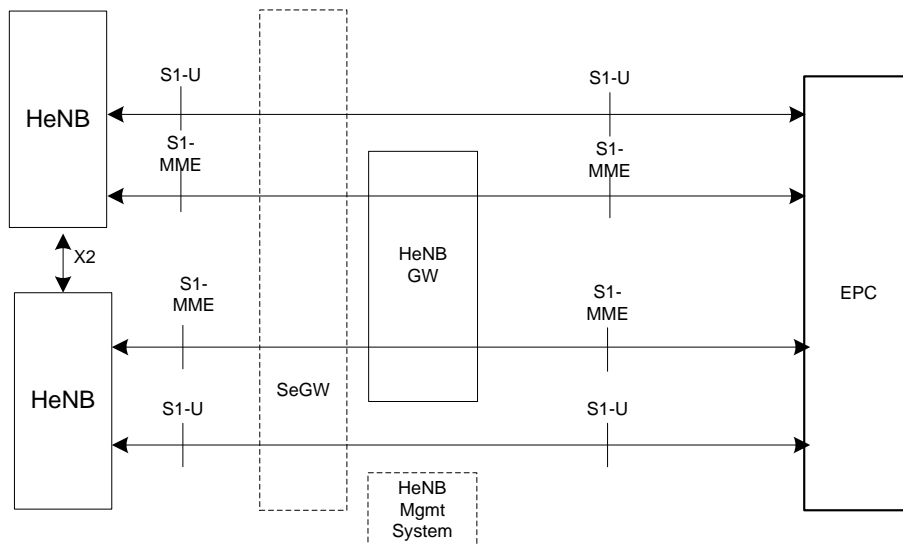 S1-U
S1-U
HeNB
S1-
MME
S1-
MME
X2
HeNB
GW
S1-
MME
S1-
MME
EPC
HeNB
SeGW
S1-U
S1-U
HeNB
Mgmt
System